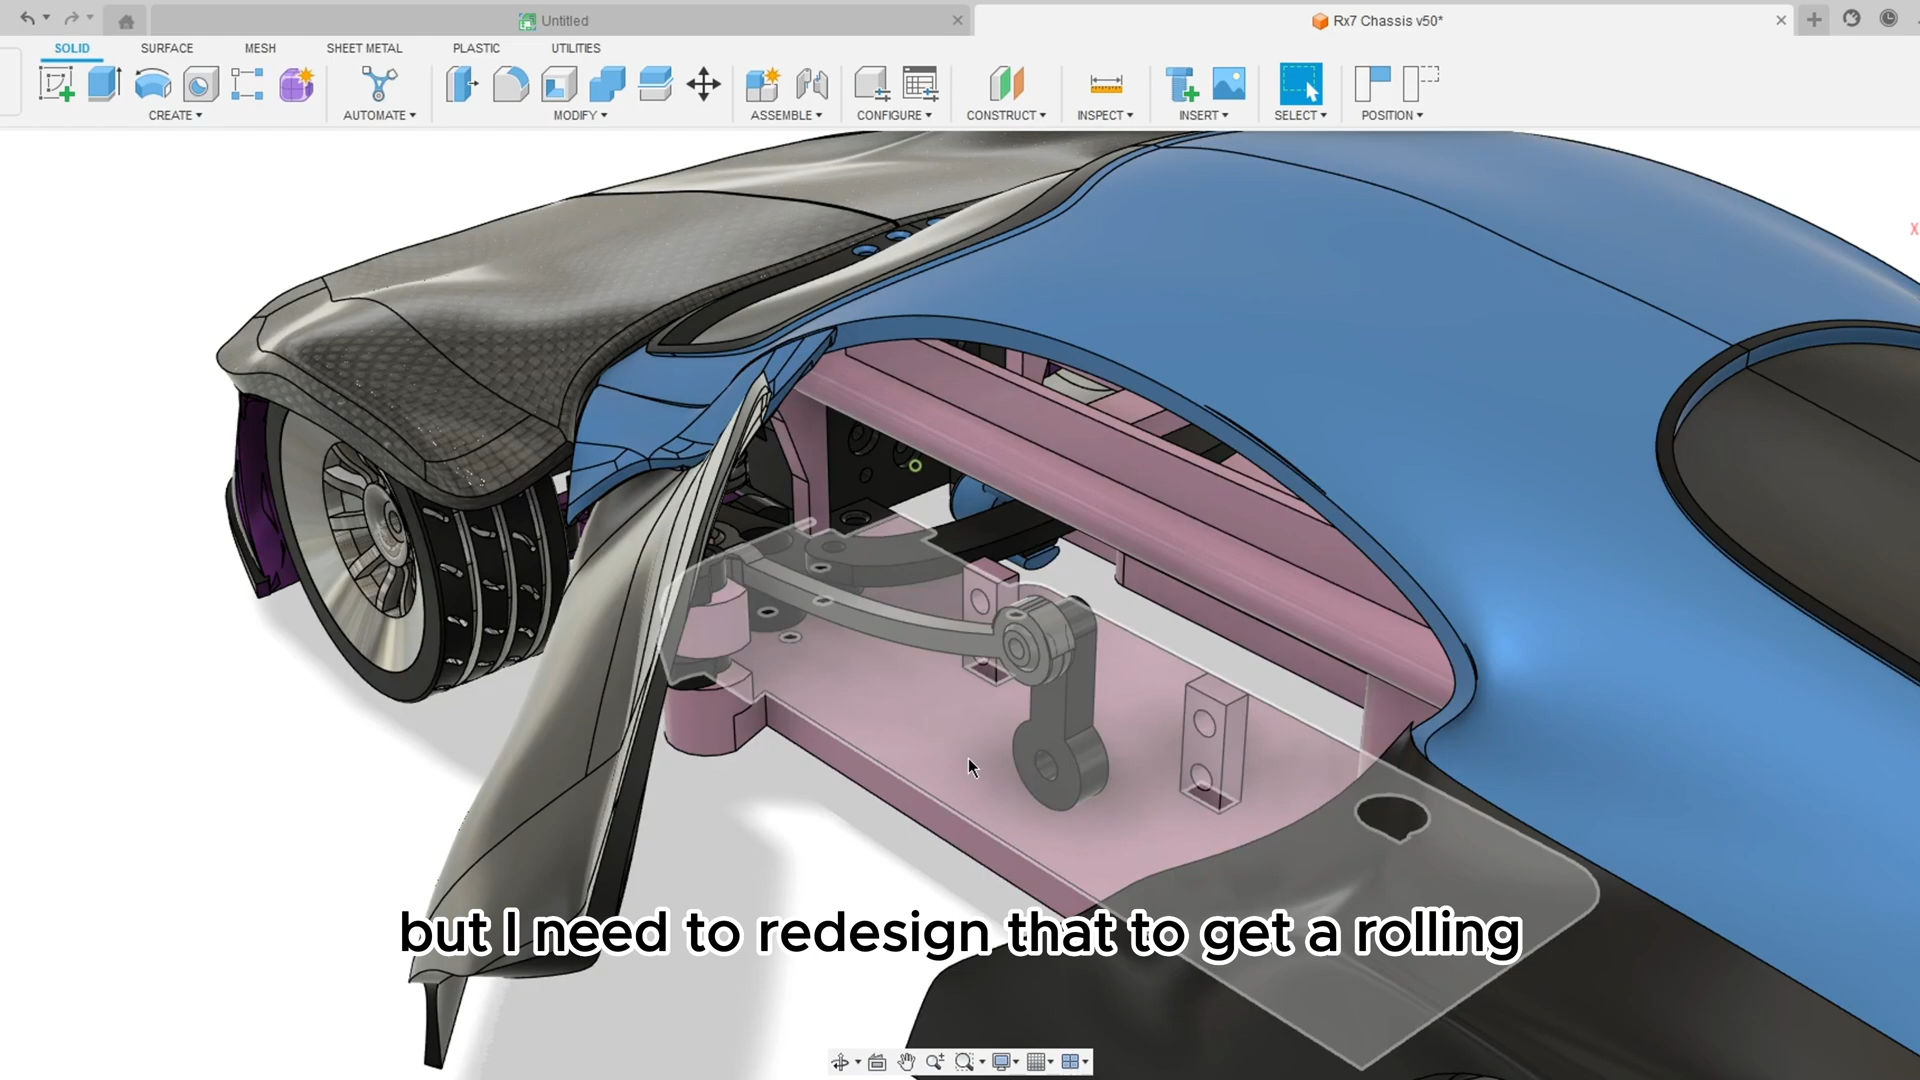 Untitled
Rx7 Chassis v50*
SOLID
SURFACE
MESH
SHEET METAL
PLASTIC
UTILITIES
CREATE
AUTOMATE
MODIFY
ASSEMBLE
CONFIGURE
CONSTRUCT
INSPECT
INSERT
SELECT
POSITION
X
but I need to redesign that to get a rolling